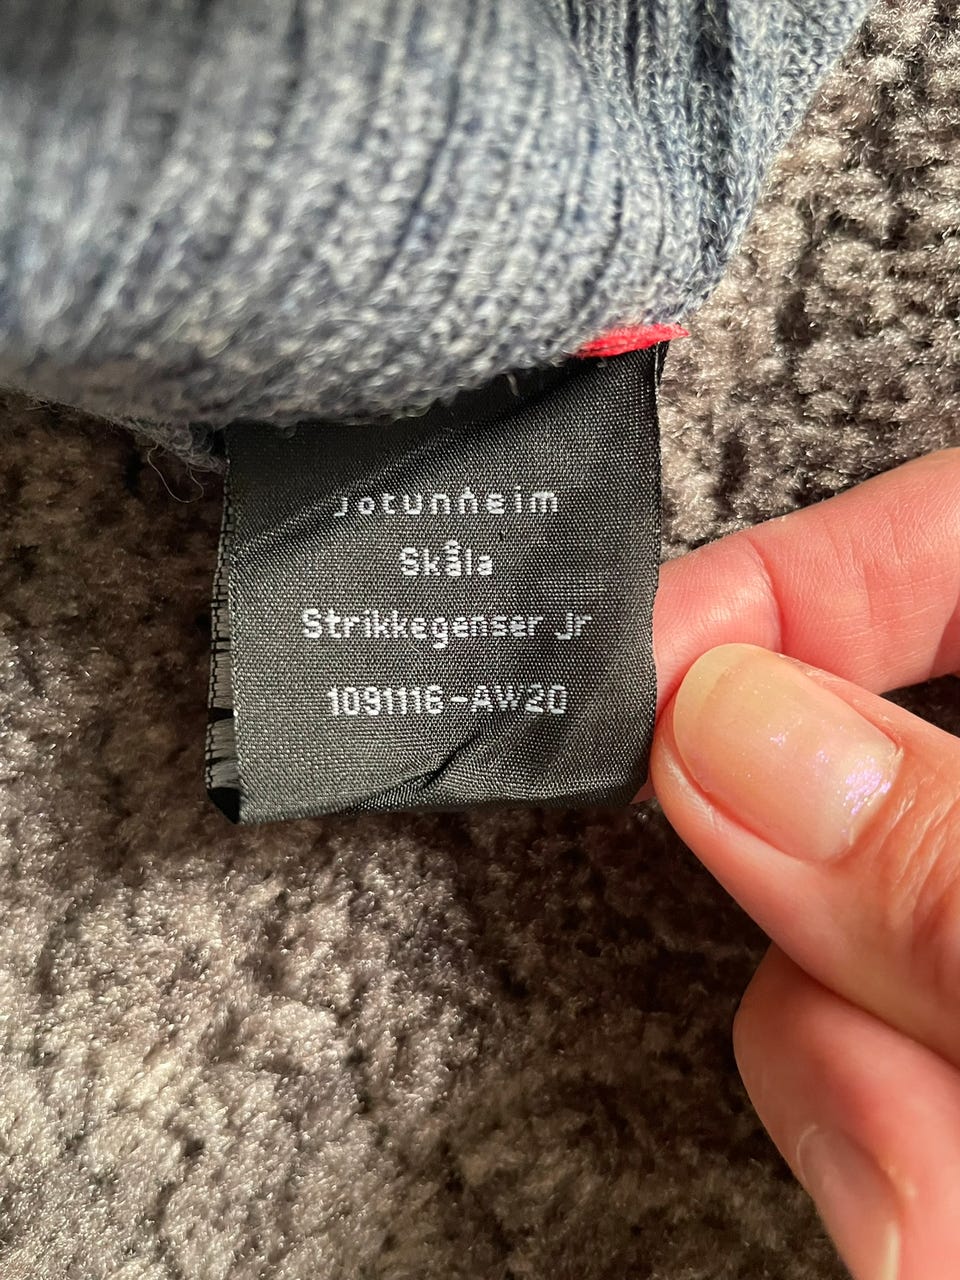 Jotunheim
Skåla
Strikkegenser Jr
1091116-AW20